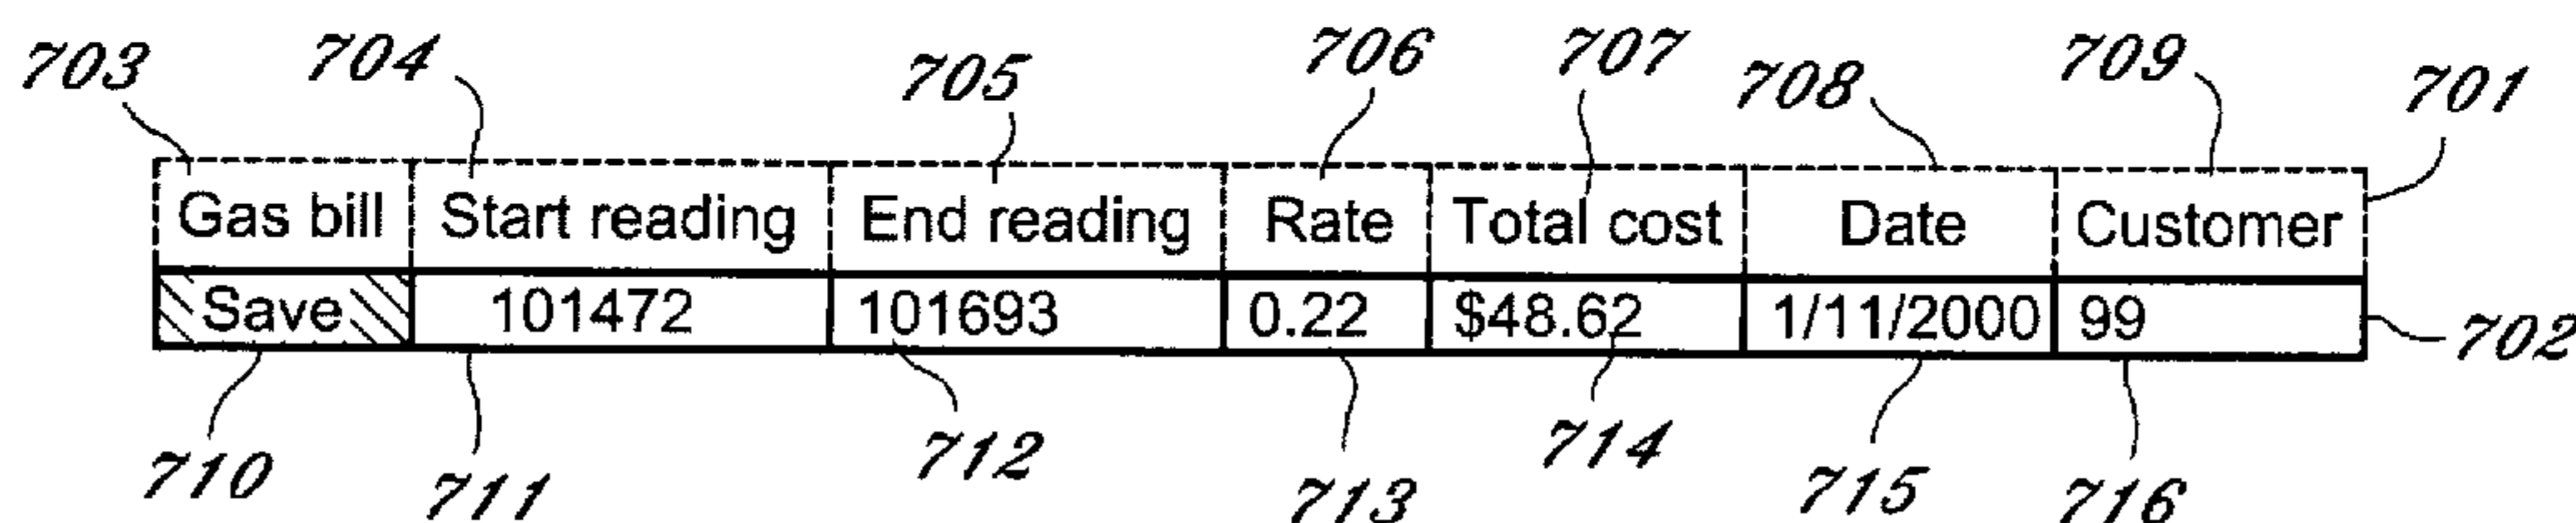 703 704 705 706 707 708 709 701
Gas bill Start reading End reading Rate Total cost Date Customer
Save 101472 101693 0.22 $48.62 1/11/2000 99 702
710 711 712 713 714 715 716